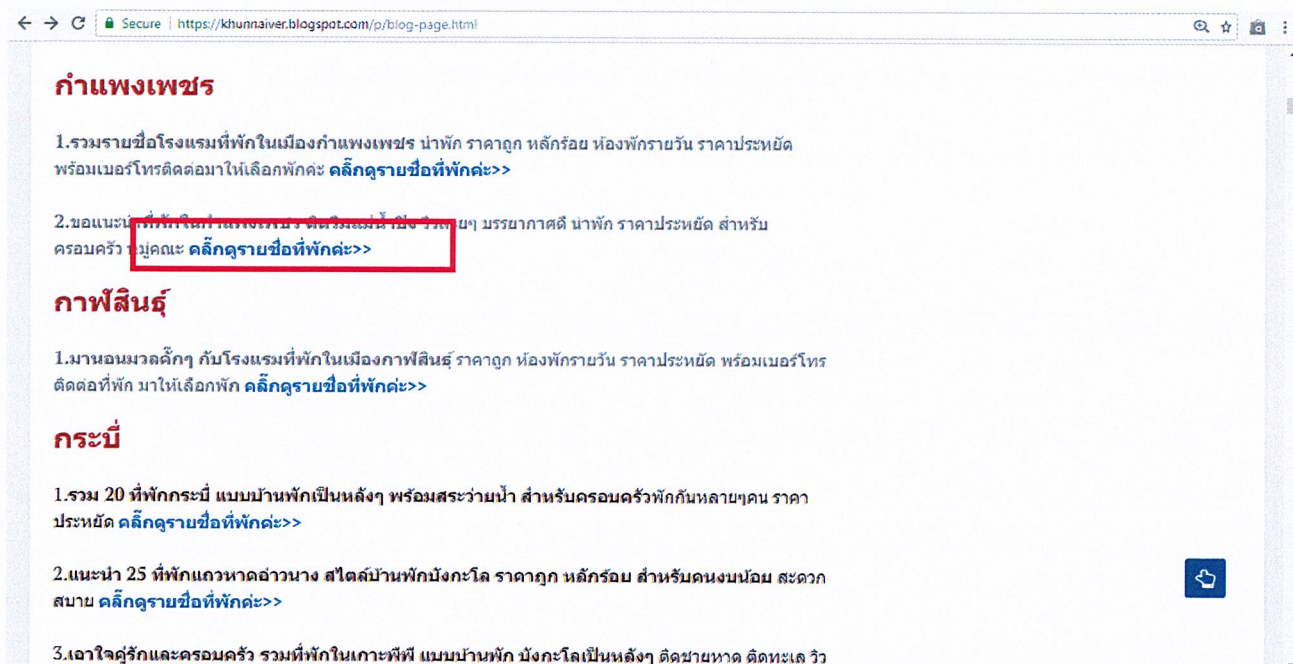 Secure | https://khunnaiver.blogspot.com/p/blog-page.html
กำแพงเพชร
1.รวมรายชื่อโรงแรมที่พักในเมืองกำแพงเพชร น่าพัก ราคาถูก หลักร้อย ห้องพักรายวัน ราคาประหยัด
พร้อมเบอร์โทรติดต่อมาให้เลือกพักค่ะ คลิ๊กดูรายชื่อที่พักค่ะ>>
2.ขอแนะนำ ที่พักในกำแพงเพชร ติดริมแม่น้ำปิง วิวสวยๆ บรรยากาศดี น่าพัก ราคาประหยัด สำหรับ
ครอบครัว หมู่คณะ คลิ๊กดูรายชื่อที่พักค่ะ>>
กาฬสินธุ์
1.มานอนมวลคั๊กๆ กับโรงแรมที่พักในเมืองกาฬสินธุ์ ราคาถูก ห้องพักรายวัน ราคาประหยัด พร้อมเบอร์โทร
ติดต่อที่พัก มาให้เลือกพัก คลิ๊กดูรายชื่อที่พักค่ะ>>
กระบี่
1.รวม 20 ที่พักกระบี่ แบบบ้านพักเป็นหลังๆ พร้อมสระว่ายน้ำ สำหรับครอบครัวพักกันหลายๆคน ราคา
ประหยัด คลิ๊กดูรายชื่อที่พักค่ะ>>
2.แนะนำ 25 ที่พักแถวหาดอ่าวนาง สไตล์บ้านพักบังกะโล ราคาถูก หลักร้อย สำหรับคนงบน้อย สะดวก
สบาย คลิ๊กดูรายชื่อที่พักค่ะ>>
3.เอาใจคู่รักและครอบครัว รวมที่พักในเกาะพีพี แบบบ้านพัก บังกะโลเป็นหลังๆ ติดชายหาด ติดทะเล วิว